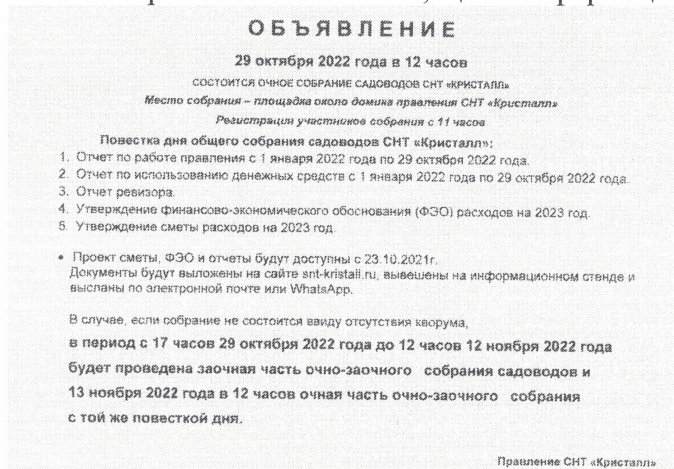 ОБЪЯВЛЕНИЕ
29 октября 2022 года в 12 часов
СОСТОИТСЯ ОЧНОЕ СОБРАНИЕ САДОВОДОВ СНТ «КРИСТАЛЛ»
Место собрания – площадка около домика правления СНТ «Кристалл»
Регистрация участников собрания с 11 часов
Повестка дня общего собрания садоводов СНТ «Кристалл»:
1. Отчет по работе правления с 1 января 2022 года по 29 октября 2022 года.
2. Отчет по использованию денежных средств с 1 января 2022 года по 29 октября 2022 года.
3. Отчет ревизора.
4. Утверждение финансово-экономического обоснования (ФЭО) расходов на 2023 год.
5. Утверждение сметы расходов на 2023 год.
• Проект сметы, ФЭО и отчеты будут доступны с 23.10.2021г.
Документы будут выложены на сайте snt-kristall.ru, вывешены на информационном стенде и
высланы по электронной почте или WhatsApp.
В случае, если собрание не состоится ввиду отсутствия кворума,
в период с 17 часов 29 октября 2022 года до 12 часов 12 ноября 2022 года
будет проведена заочная часть очно-заочного собрания садоводов и
13 ноября 2022 года в 12 часов очная часть очно-заочного собрания
с той же повесткой дня.
Правление СНТ «Кристалл»